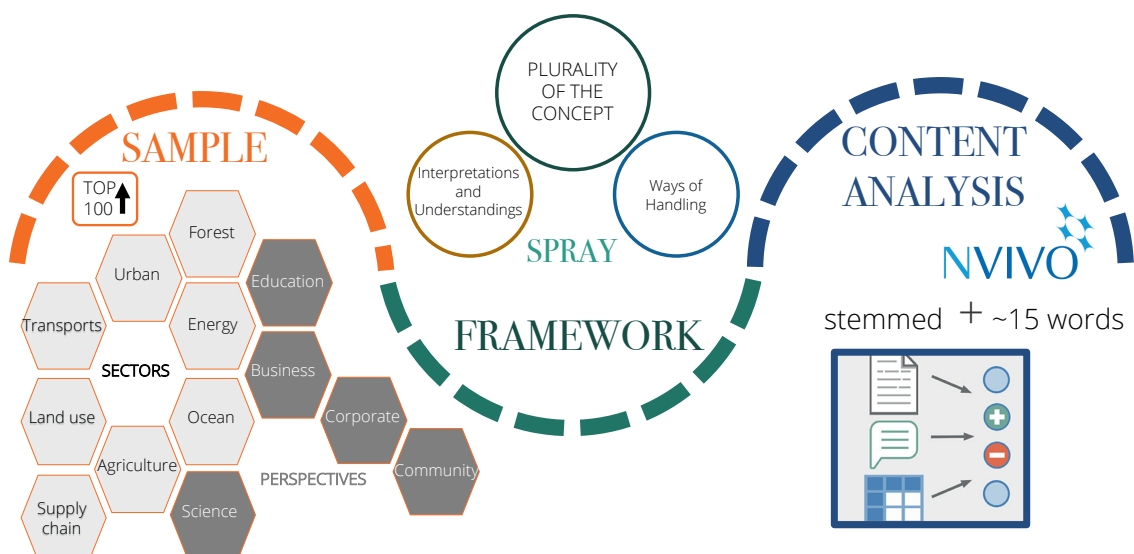 SAMPLE
TOP
100
Forest
Urban
Education
Transports
Energy
SECTORS
Business
Land use
Ocean
Corporate
Agriculture
PERSPECTIVES
Community
Supply
chain
Science
PLURALITY
OF THE
CONCEPT
Interpretations
and
Understandings
Ways of
Handling
SPRAY
FRAMEWORK
CONTENT
ANALYSIS
NVIVO
stemmed + ~15 words